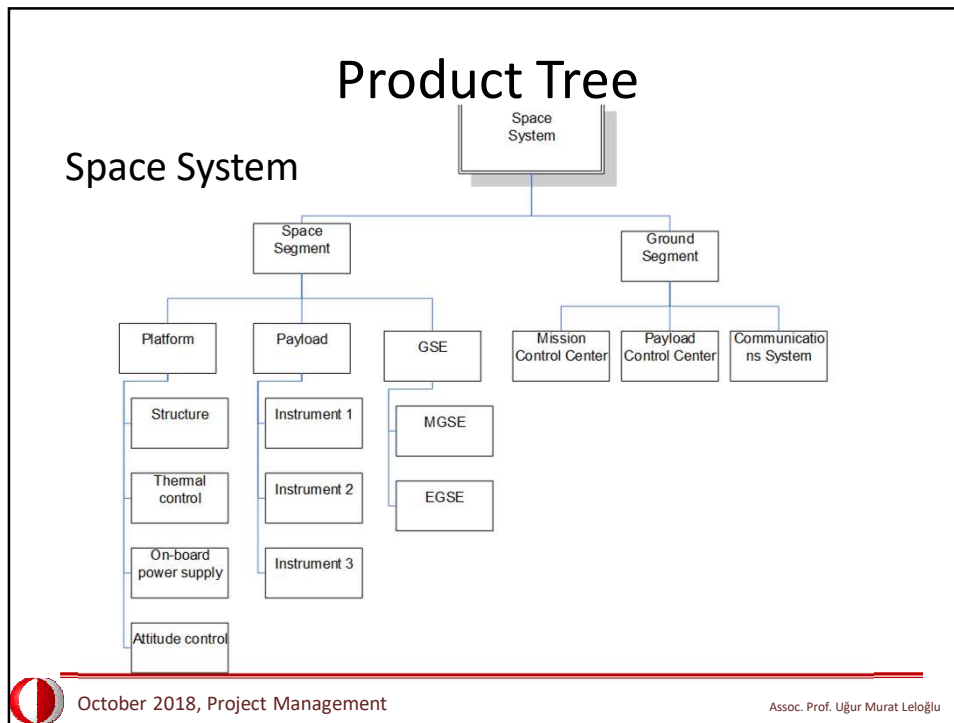 Product Tree
Space System
Space
System
Space
Segment
Ground
Segment
Platform
Payload
GSE
Mission
Control Center
Payload
Control Center
Communicatio
ns System
Structure
Instrument 1
MGSE
Thermal
control
Instrument 2
EGSE
On-board
power supply
Instrument 3
Attitude control
October 2018, Project Management
Assoc. Prof. Uğur Murat Leloğlu